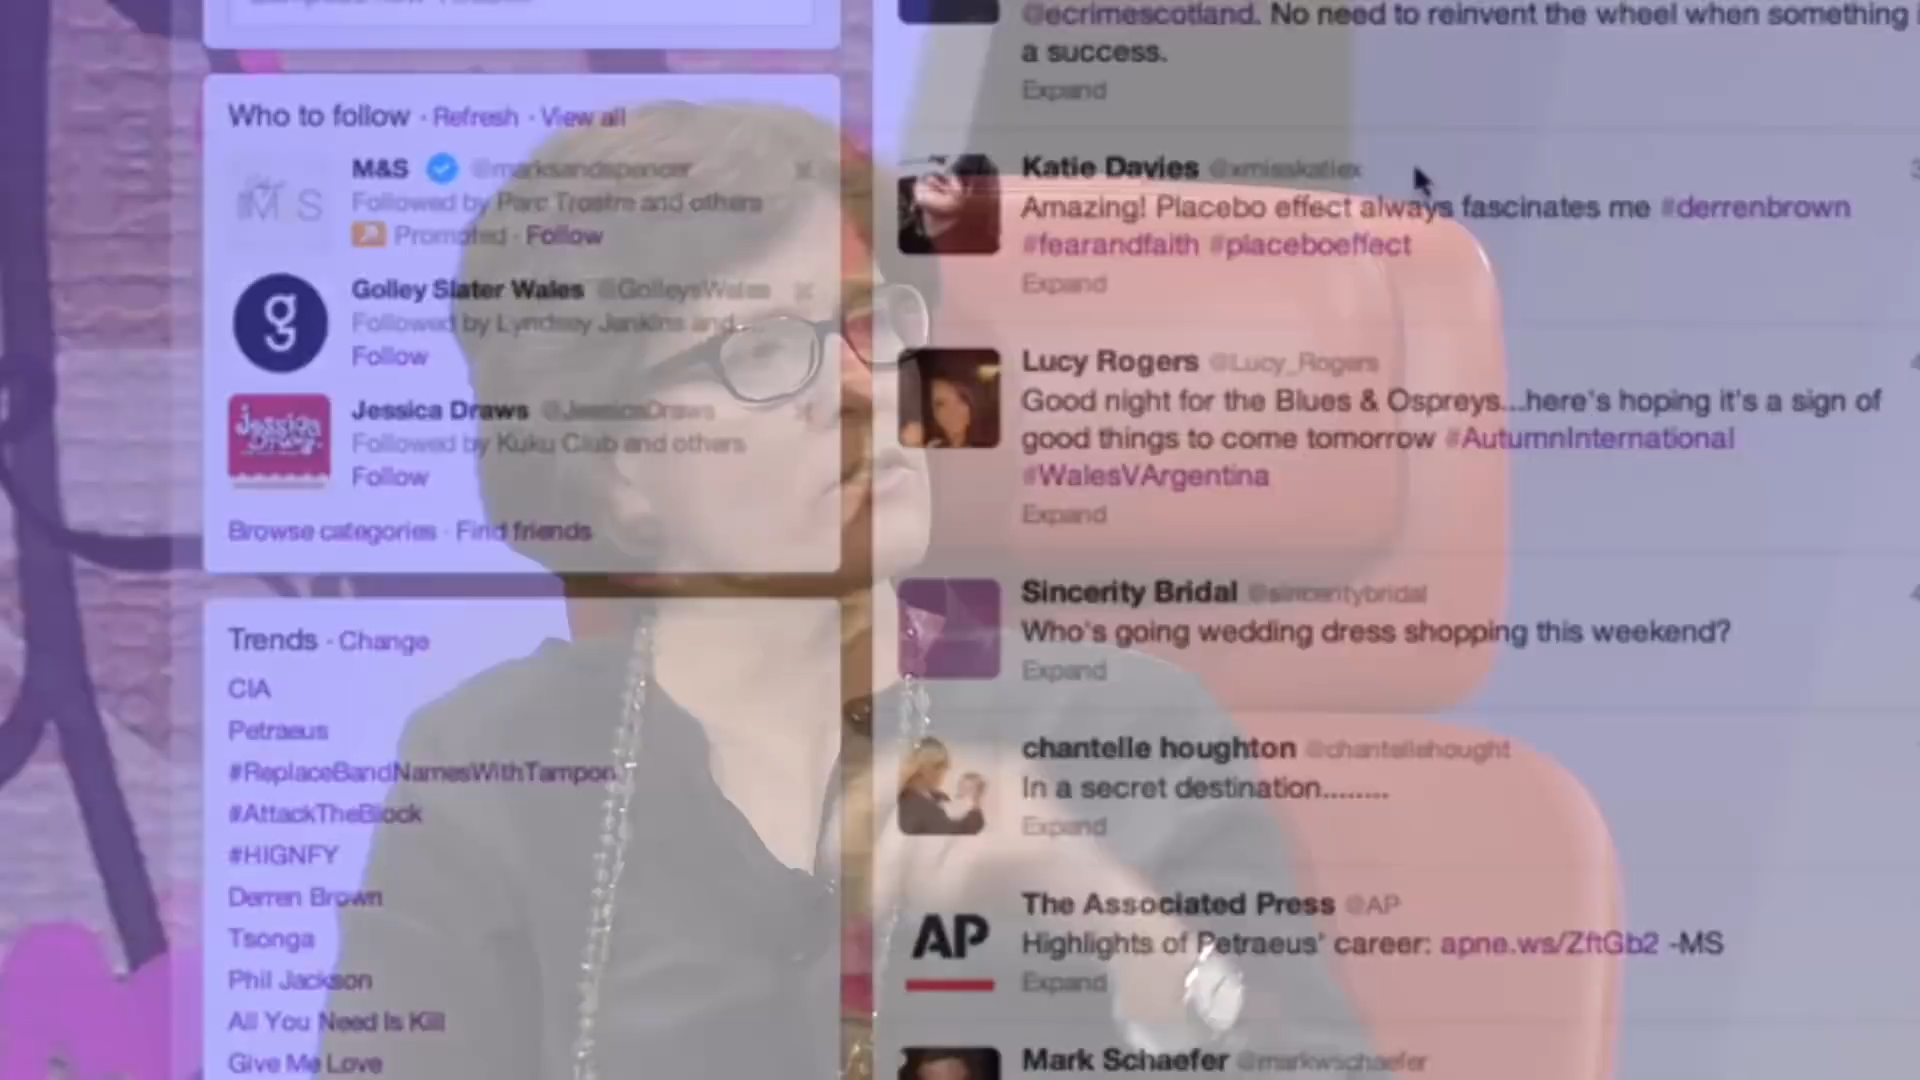 @ecrimescotland. No need to reinvent the wheel when something
a success.
Expand
Who to follow · Refresh · View all
M&S @marksandspencer
Followed by Parc Trostre and others
Promoted · Follow
Golley Slater Wales @GolleysWales
Followed by Lyndsey Jenkins and
Follow
Jessica Draws @JessicaDraws
Followed by Kuku Club and others
Follow
Browse categories · Find friends
Trends · Change
CIA
Petraeus
#ReplaceBandNamesWithTampon
#AttackTheBlock
#HIGNFY
Derren Brown
Tsonga
Phil Jackson
All You Need Is Kill
Give Me Love
Katie Davies @xmisskatiex
Amazing! Placebo effect always fascinates me #derrenbrown
#fearandfaith #placeboeffect
Expand
Lucy Rogers @Lucy_Rogers
Good night for the Blues & Ospreys...here's hoping it's a sign of
good things to come tomorrow #AutumnInternational
#WalesVArgentina
Expand
Sincerity Bridal @sinceritybridal
Who's going wedding dress shopping this weekend?
Expand
chantelle houghton @chantellehought
In a secret destination........
Expand
AP
The Associated Press @AP
Highlights of Petraeus' career: apne.ws/ZftGb2 -MS
Expand
Mark Schaefer @markwschaefer